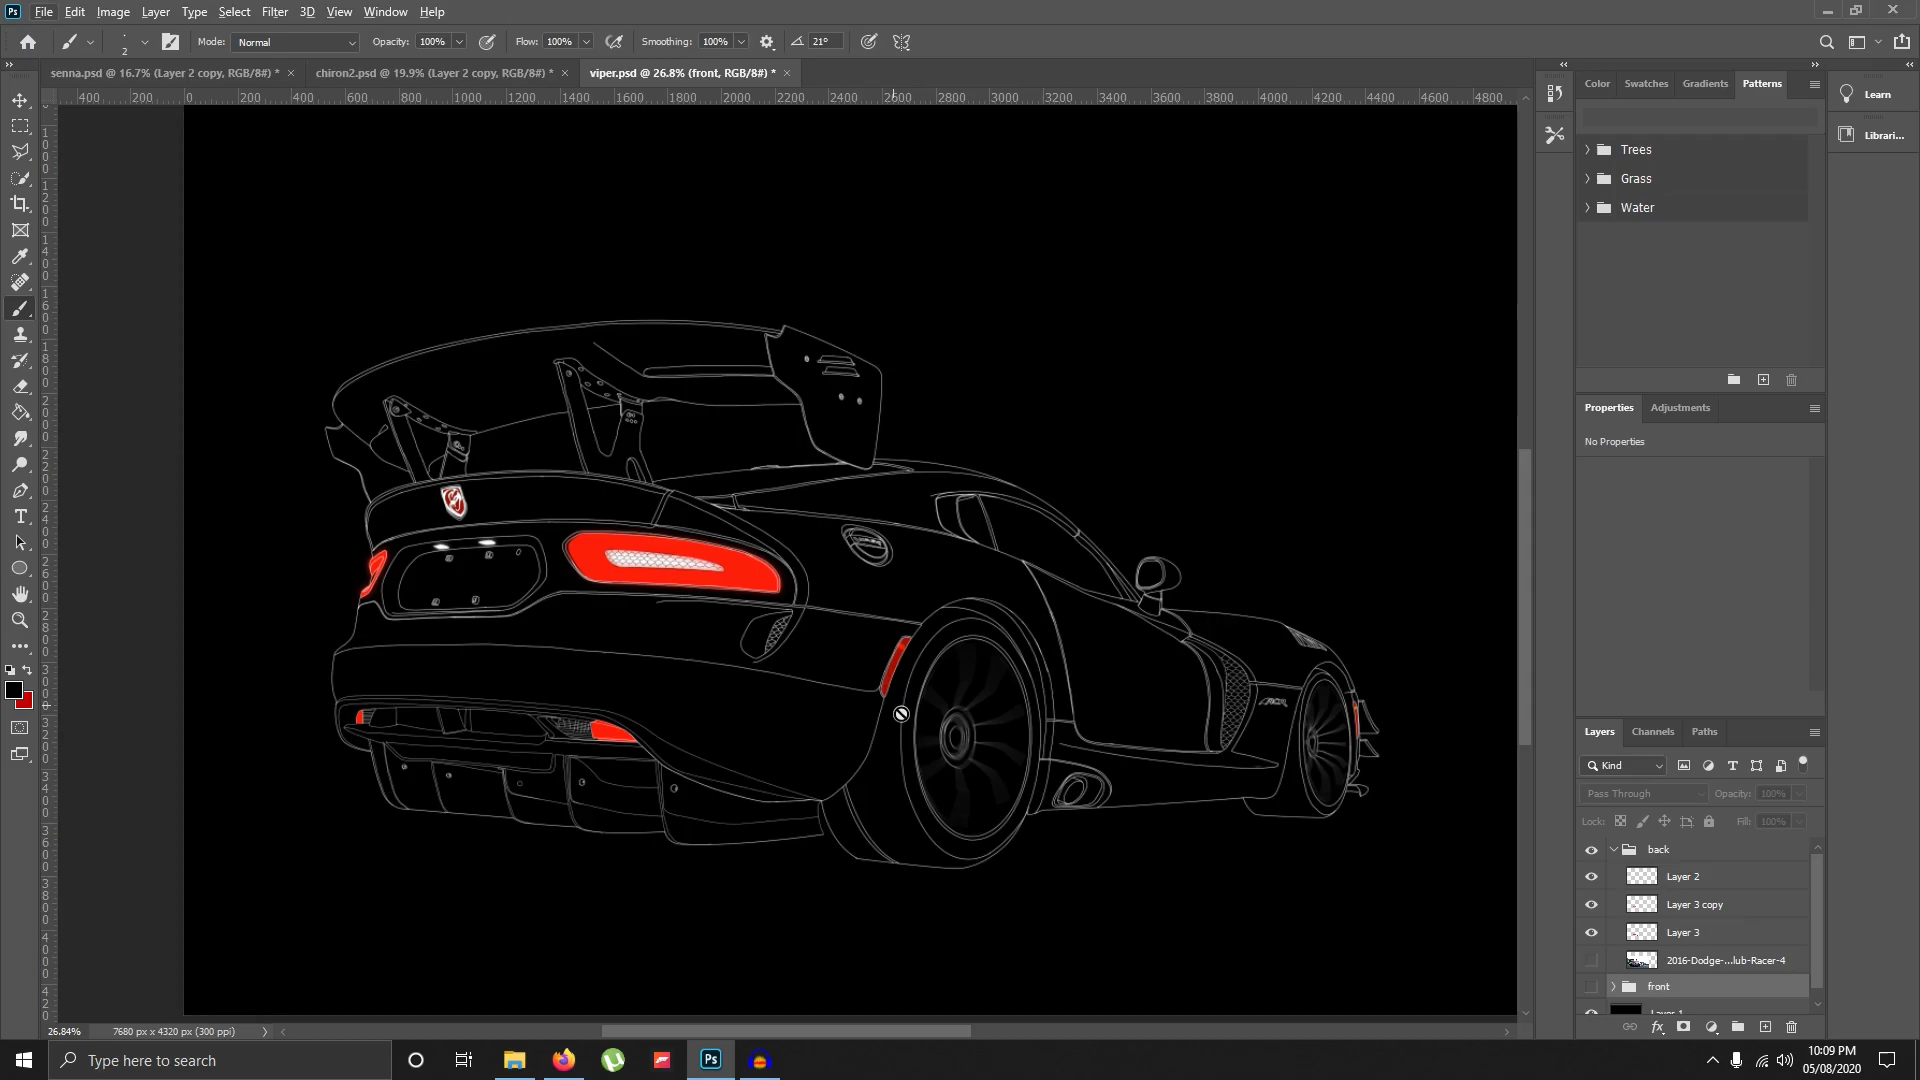 Ps File Edit Image Layer Type Select Filter 3D View Window Help
2 Mode: Normal Opacity: 100% Flow: 100% Smoothing: 100% 21°
senna.psd @ 16.7% (Layer 2 copy, RGB/8#) * × chiron2.psd @ 19.9% (Layer 2 copy, RGB/8#) * × viper.psd @ 26.8% (front, RGB/8#) * ×
400 200 0 200 400 600 800 1000 1200 1400 1600 1800 2000 2200 2400 2600 2800 3000 3200 3400 3600 3800 4000 4200 4400 4600 4800
Color Swatches Gradients Patterns
Learn
Librari...
Trees
Grass
Water
Properties Adjustments
No Properties
ACR
Layers Channels Paths
Kind
Pass Through Opacity: 100%
Lock: Fill: 100%
back
Layer 2
Layer 3 copy
Layer 3
2016-Dodge-...lub-Racer-4
front
Layer 1
26.84% 7680 px x 4320 px (300 ppi)
Type here to search
Ps
10:09 PM
05/08/2020